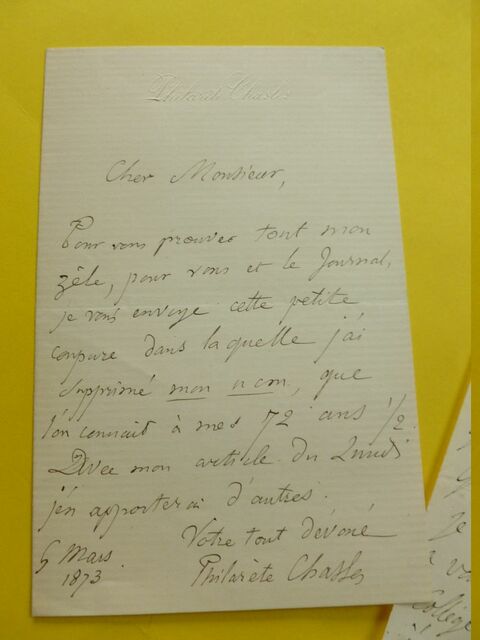 Philarète Chasles
Cher Monsieur,
Pour vous prouver tout mon
zèle, pour vous et le Journal,
je vous envoye cette petite
coupure dans laquelle j'ai
supprimé mon nom, que
l'on connait à mes 72 ans 1/2.
Avec mon article du Lundi
j'en apporterai d'autres.
Votre tout dévoué
Philarète Chasles
5 Mars
1873
Collège